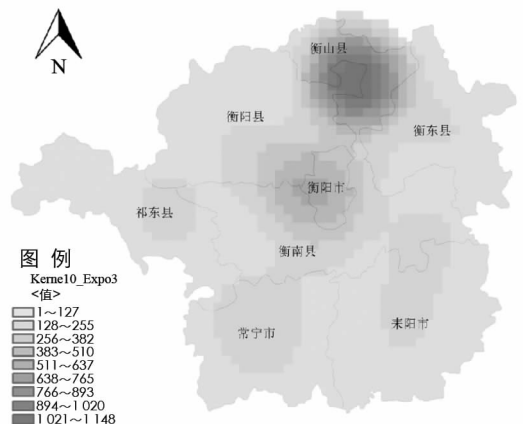 N
衡山县
衡阳县
衡东县
衡阳市
祁东县
衡南县
常宁市
耒阳市
图 例
Kerne10_Expo3
<值>
1～127
128～255
256～382
383～510
511～637
638～765
766～893
894～1 020
1 021～1 148